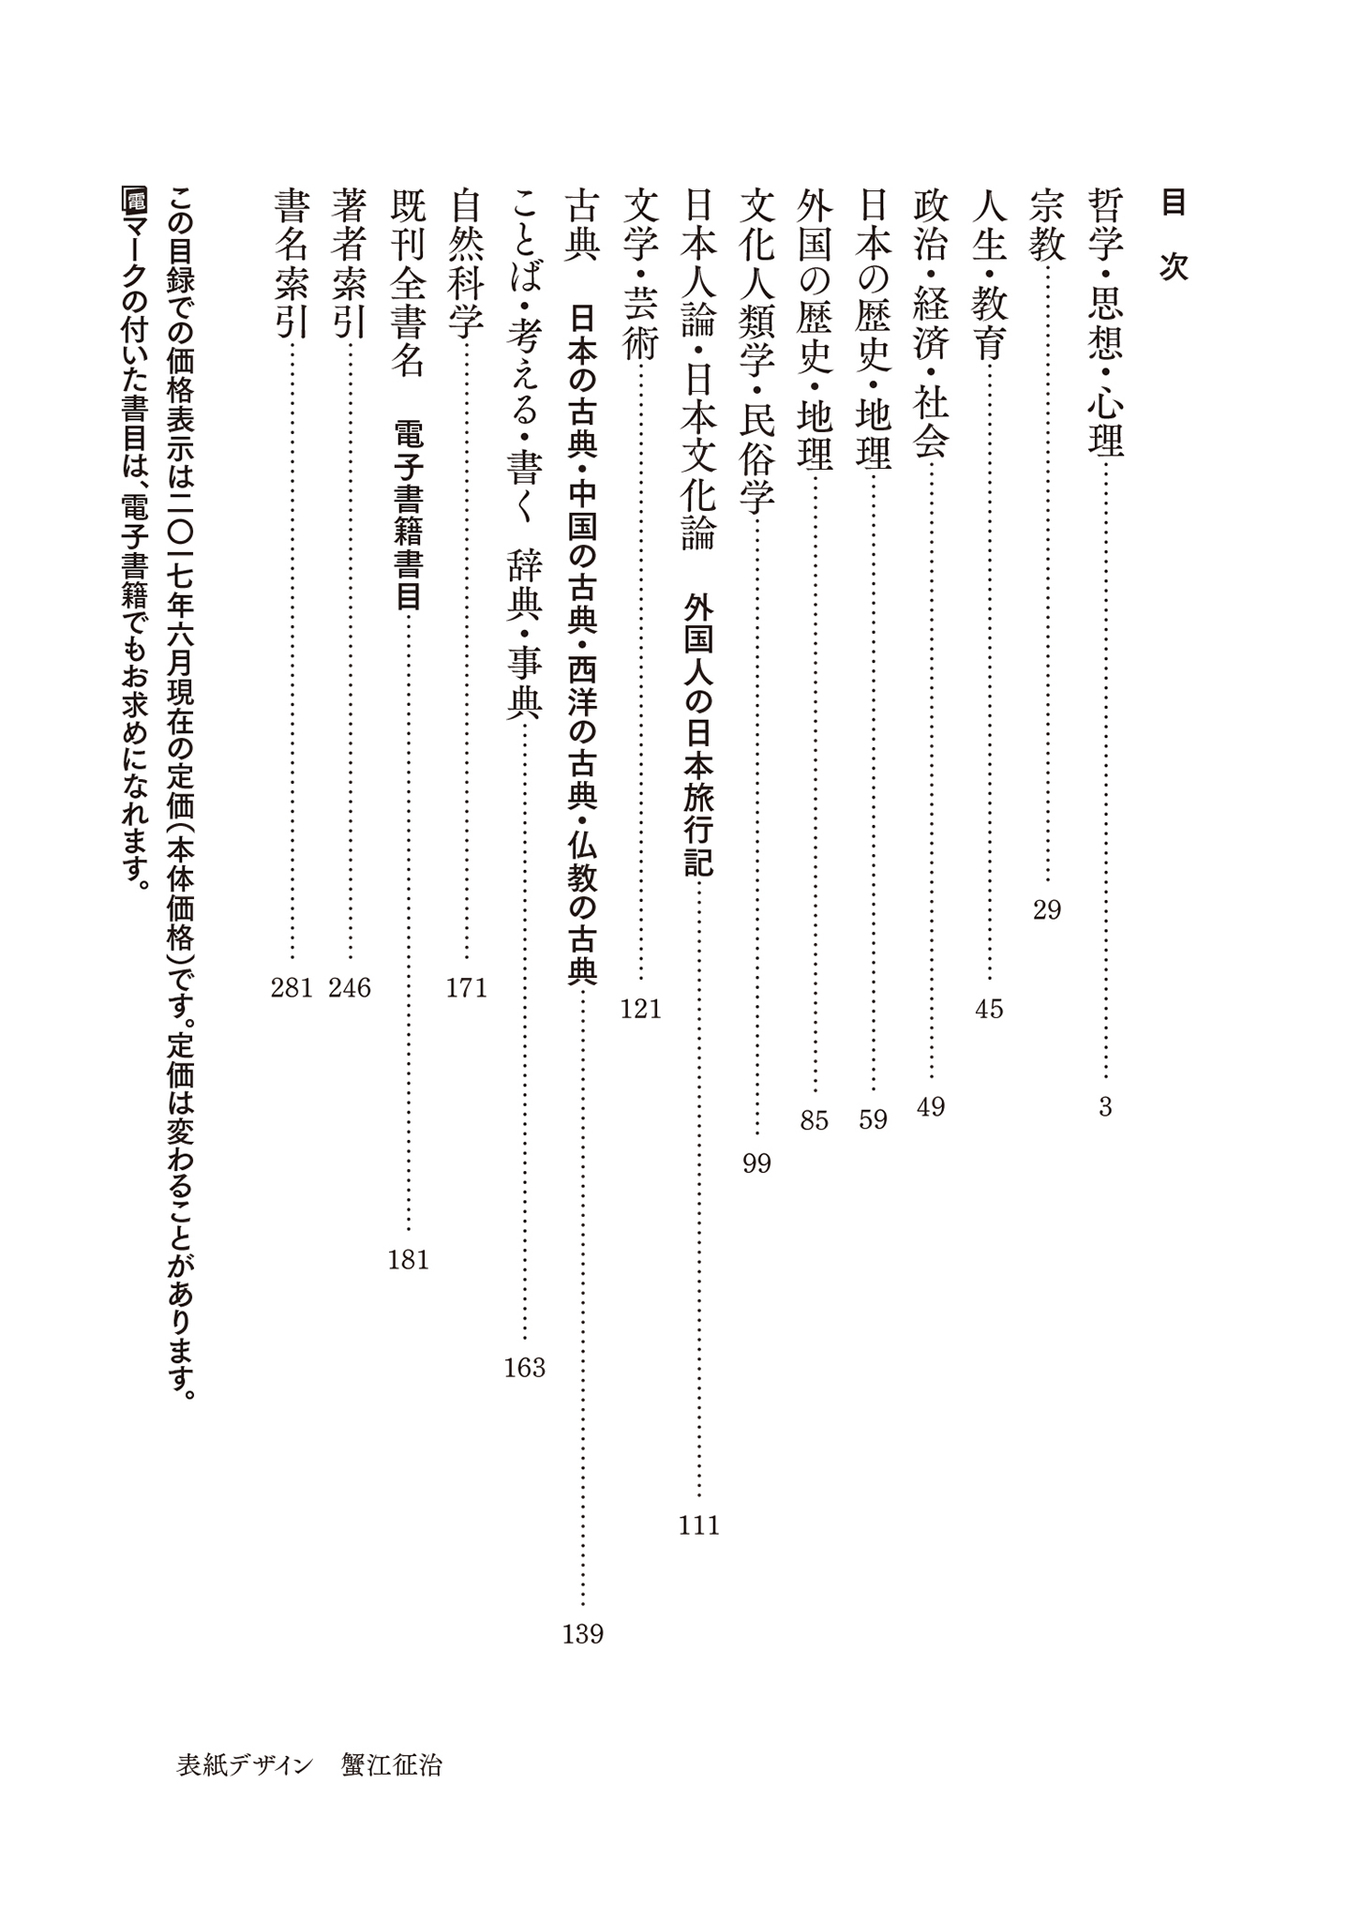 目次
哲学・思想・心理……3
宗教……29
人生・教育……45
政治・経済・社会……49
日本の歴史・地理……59
外国の歴史・地理……85
文化人類学・民俗学……99
日本人論・日本文化論　外国人の日本旅行記……111
文学・芸術……121
古典　日本の古典・中国の古典・西洋の古典・仏教の古典……139
ことば・考える・書く　辞典・事典……163
自然科学……171
既刊全書名　電子書籍書目……181
著者索引……246
書名索引……281
この目録での価格表示は二〇一七年六月現在の定価(本体価格)です。定価は変わることがあります。
電マークの付いた書目は、電子書籍でもお求めになれます。
表紙デザイン　蟹江征治